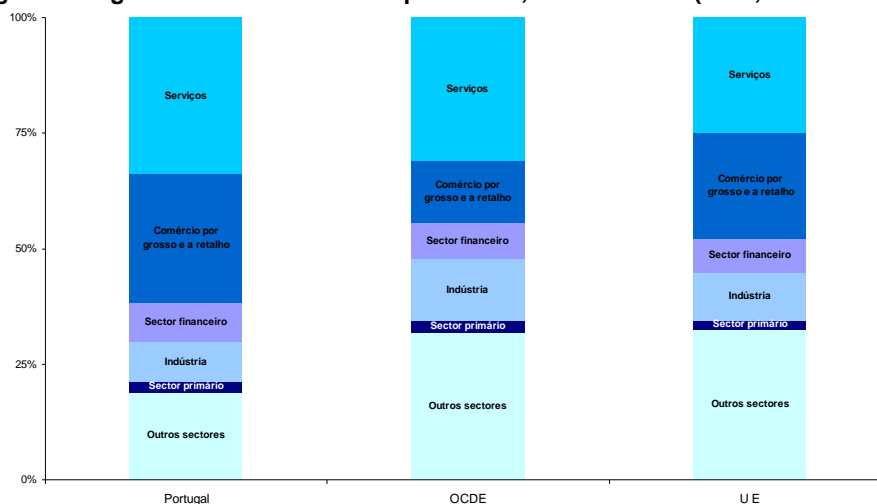 100%
75%
50%
25%
0%
Serviços
Comércio por
grosso e a retalho
Sector financeiro
Indústria
Sector primário
Outros sectores
Portugal
Serviços
Comércio por
grosso e a retalho
Sector financeiro
Indústria
Sector primário
Outros sectores
OCDE
Serviços
Comércio por
grosso e a retalho
Sector financeiro
Indústria
Sector primário
Outros sectores
U E